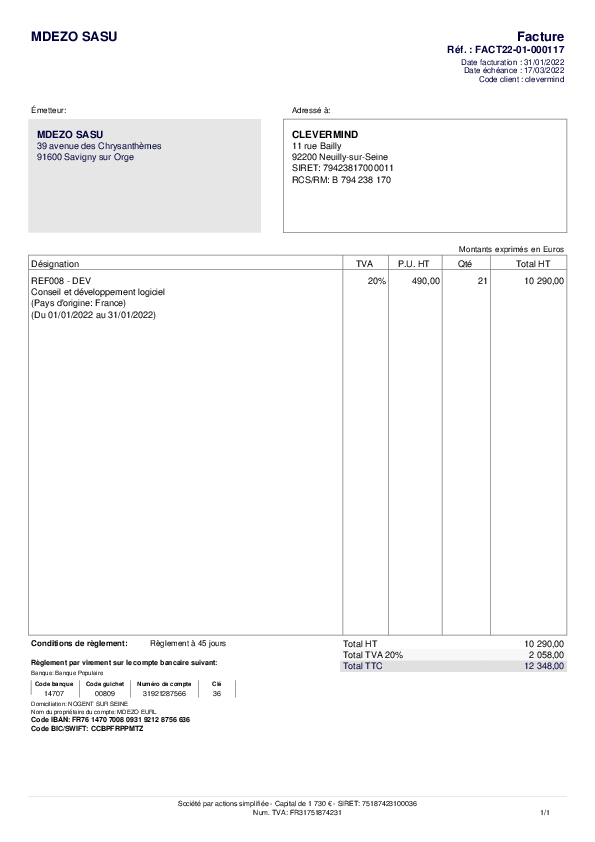 MDEZO SASU
Facture
Réf. : FACT22-01-000117
Date facturation : 31/01/2022
Date échéance : 17/03/2022
Code client : clevermind
Émetteur:
Adressé à:
MDEZO SASU
39 avenue des Chrysanthèmes
91600 Savigny sur Orge
CLEVERMIND
11 rue Bailly
92200 Neuilly-sur-Seine
SIRET: 79423817000011
RCS/RM: B 794 238 170
Montants exprimés en Euros
Désignation TVA P.U. HT Qté Total HT
REF008 - DEV 20% 490,00 21 10 290,00
Conseil et développement logiciel
(Pays d'origine: France)
(Du 01/01/2022 au 31/01/2022)
Conditions de règlement: Règlement à 45 jours
Total HT 10 290,00
Total TVA 20% 2 058,00
Total TTC 12 348,00
Règlement par virement sur le compte bancaire suivant:
Banque: Banque Populaire
Code banque Code guichet Numéro de compte Clé
14707 00809 31921287566 36
Domiciliation: NOGENT SUR SEINE
Nom du propriétaire du compte: MDEZO EURL
Code IBAN: FR76 1470 7008 0931 9212 8756 636
Code BIC/SWIFT: CCBPFRPPMTZ
Société par actions simplifiée - Capital de 1 730 € - SIRET: 75187423100036
Num. TVA: FR31751874231
1/1